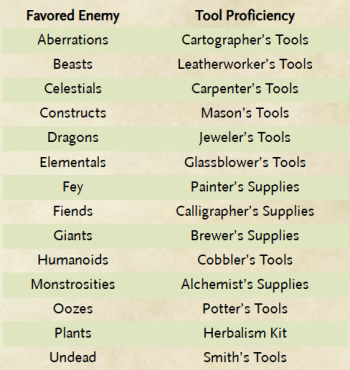 Favored Enemy Tool Proficiency
Aberrations Cartographer's Tools
Beasts Leatherworker's Tools
Celestials Carpenter's Tools
Constructs Mason's Tools
Dragons Jeweler's Tools
Elementals Glassblower's Tools
Fey Painter's Supplies
Fiends Calligrapher's Supplies
Giants Brewer's Supplies
Humanoids Cobbler's Tools
Monstrosities Alchemist's Supplies
Oozes Potter's Tools
Plants Herbalism Kit
Undead Smith's Tools